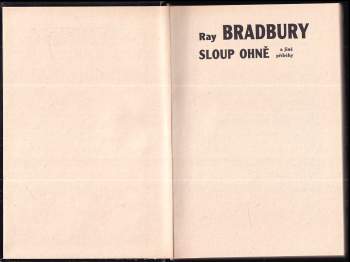 Ray BRADBURY
SLOUP OHNĚ a jiné
příběhy